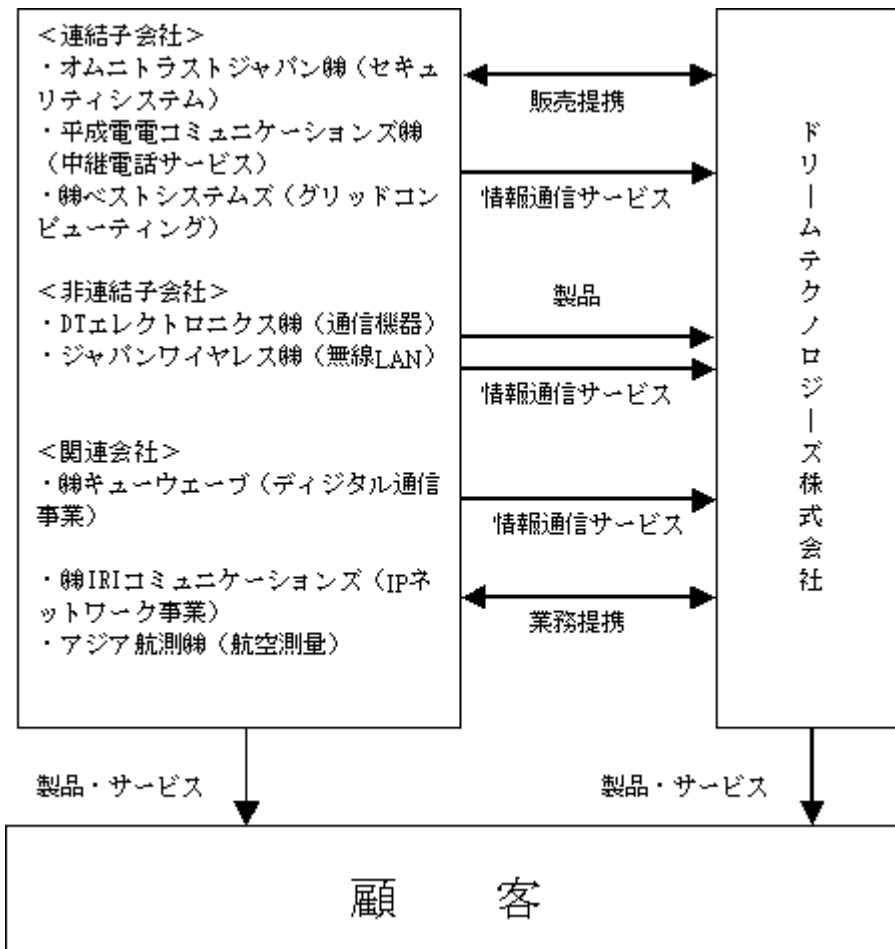 ＜連結子会社＞
・オムニトラストジャパン㈱（セキュ
リティシステム）
・平成電電コミュニケーションズ㈱
（中継電話サービス）
・㈱ベストシステムズ（グリッドコン
ピューティング）
＜非連結子会社＞
・DTエレクトロニクス㈱（通信機器）
・ジャパンワイヤレス㈱（無線LAN）
＜関連会社＞
・㈱キューウェーブ（ディジタル通信
事業）
・㈱IRIコミュニケーションズ（IPネ
ットワーク事業）
・アジア航測㈱（航空測量）
販売提携
情報通信サービス
製品
情報通信サービス
情報通信サービス
業務提携
ドリームテクノロジーズ株式会社
製品・サービス
製品・サービス
顧　客